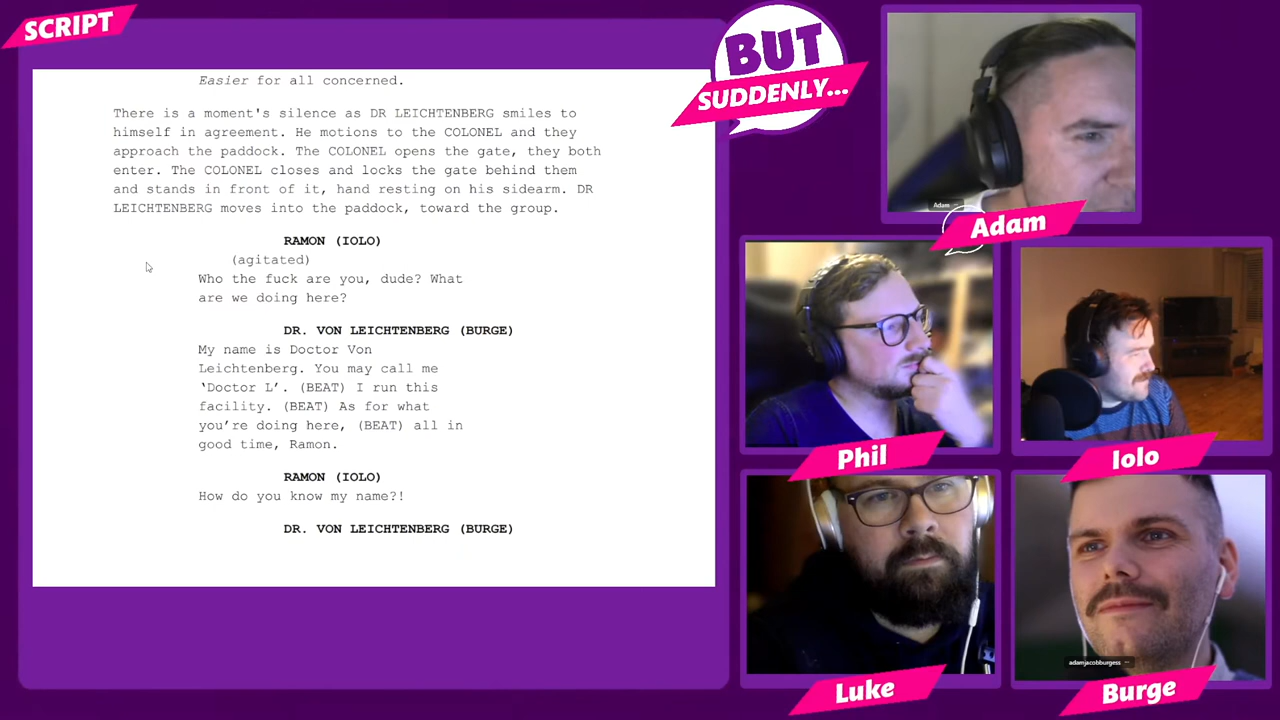 SCRIPT
Easier for all concerned.
There is a moment's silence as DR LEICHTENBERG smiles to
himself in agreement. He motions to the COLONEL and they
approach the paddock. The COLONEL opens the gate, they both
enter. The COLONEL closes and locks the gate behind them
and stands in front of it, hand resting on his sidearm. DR
LEICHTENBERG moves into the paddock, toward the group.
RAMON (IOLO)
(agitated)
Who the fuck are you, dude? What
are we doing here?
DR. VON LEICHTENBERG (BURGE)
My name is Doctor Von
Leichtenberg. You may call me
‘Doctor L’. (BEAT) I run this
facility. (BEAT) As for what
you’re doing here, (BEAT) all in
good time, Ramon.
RAMON (IOLO)
How do you know my name?!
DR. VON LEICHTENBERG (BURGE)
BUT
SUDDENLY...
Adam
Adam
Phil
Iolo
Luke
adamjacobburgess
Burge